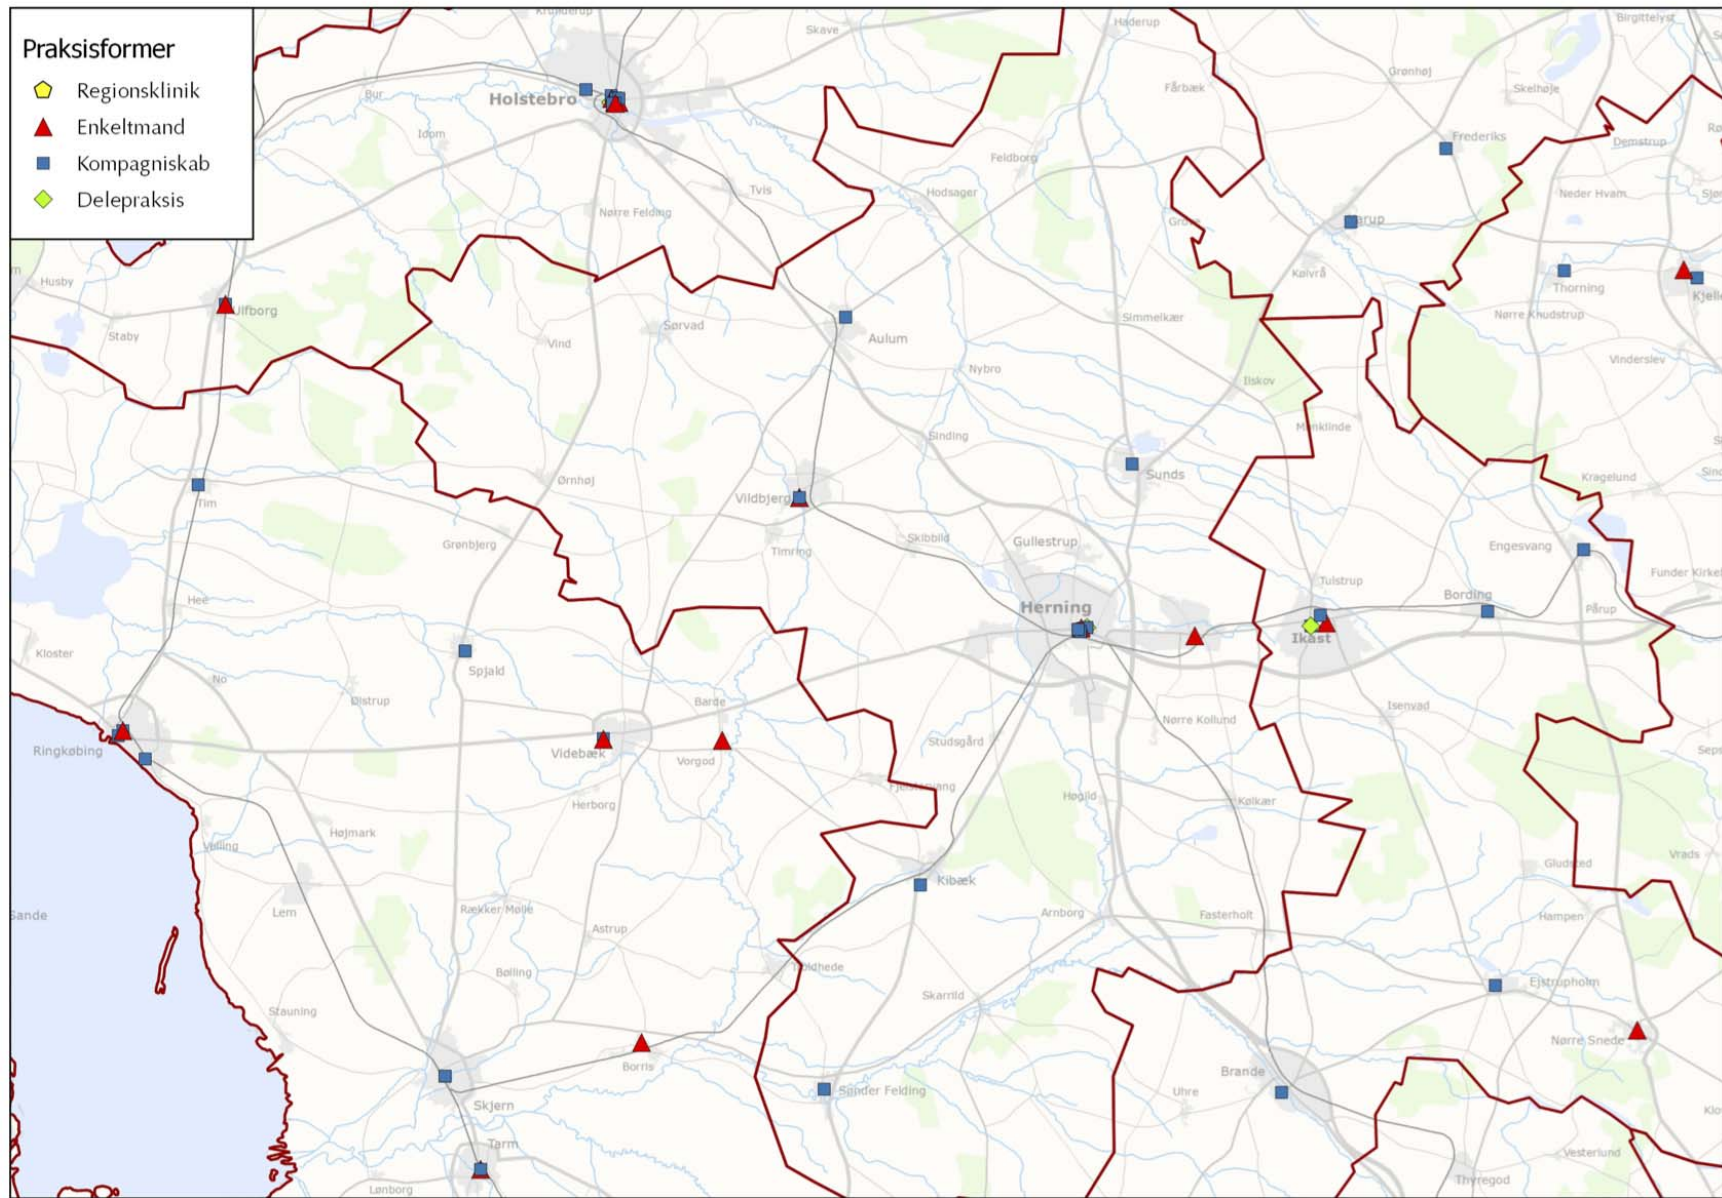 Praksisformer
Regionsklinik
Enkeltmand
Kompagniskab
Delepraksis
Haderup
Birgittelyst
Skave
Grønhøj
Bur
Holstebro
Fårbæk
Skelhøje
Idom
Frederiks
Demstrup
Feldborg
Tvis
Hodsager
Neder Hvam
Nørre Felding
Kølvrå
Husby
Thorning
Kjelle
Ulfborg
Staby
Vind
Sørvad
Aulum
Simmelkær
Nørre Knudstrup
Vinderslev
Nybro
Ilskov
Sinding
Ørnhøj
Sunds
Kragelund
Tim
Vildbjerg
Grønbjerg
Timring
Skibbild
Gullestrup
Engesvang
Funder Kirke
Tulstrup
Hee
Herning
Bording
Pårup
Ikast
Kloster
Spjald
No
Ølstrup
Barde
Isenvad
Nørre Kollund
Ringkøbing
Videbæk
Vorgod
Studsgård
Herborg
Høgild
Kølkær
Højmark
Vrads
Gludsted
Kibæk
Sande
Lem
Rækker Mølle
Arnborg
Fasterholt
Hampen
Astrup
Bølling
Skarrild
Ejstrupholm
Stauning
Nørre Snede
Borris
Brande
Sønder Felding
Uhre
Skjern
Tarm
Vesterlund
Lønborg
Thyregod